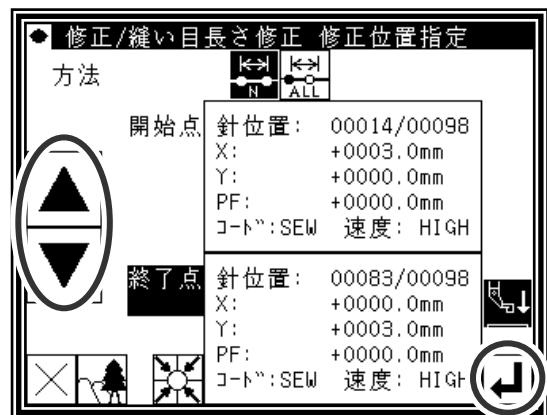 修正/縫い目長さ修正 修正位置指定
方法
N
ALL
開始点
針位置: 00014/00098
X: +0003.0mm
Y: +0000.0mm
PF: +0000.0mm
コード:SEW 速度: HIGH
終了点
針位置: 00083/00098
X: +0000.0mm
Y: +0003.0mm
PF: +0000.0mm
コード:SEW 速度: HIGH